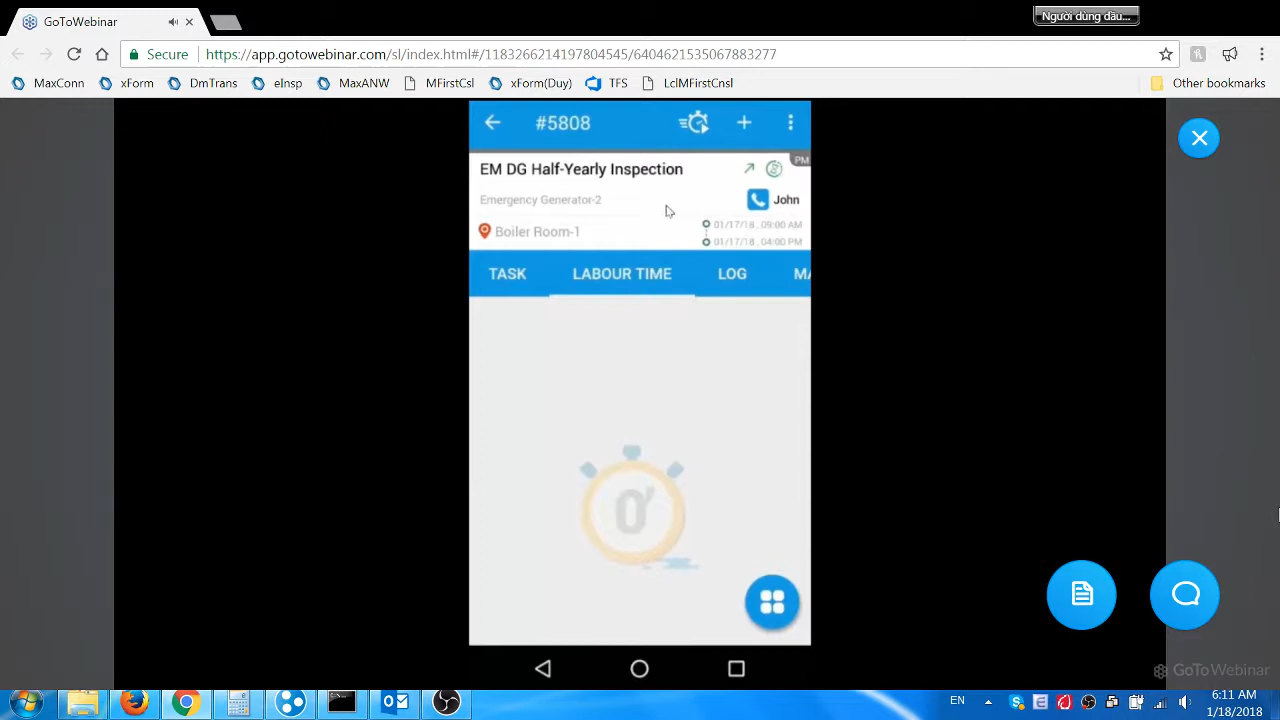 GoToWebinar
Người dùng đầu...
Secure
https://app.gotowebinar.com/sl/index.html#/1183266214197804545/6404621535067883277
MaxConn
xForm
DmTrans
eInsp
MaxANW
MFirstCsl
xForm(Duy)
TFS
LclMFirstCnsl
Other bookmarks
#5808
PM
EM DG Half-Yearly Inspection
Emergency Generator-2
John
Boiler Room-1
01/17/18, 09:00 AM
01/17/18, 04:00 PM
TASK
LABOUR TIME
LOG
MA
0'
GoToWebinar
EN
6:11 AM
1/18/2018